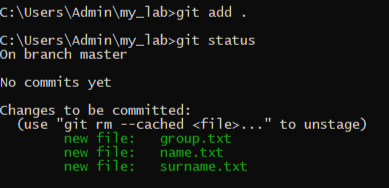 C:\Users\Admin\my_lab>git add .
C:\Users\Admin\my_lab>git status
On branch master
No commits yet
Changes to be committed:
  (use "git rm --cached <file>..." to unstage)
        new file:   group.txt
        new file:   name.txt
        new file:   surname.txt